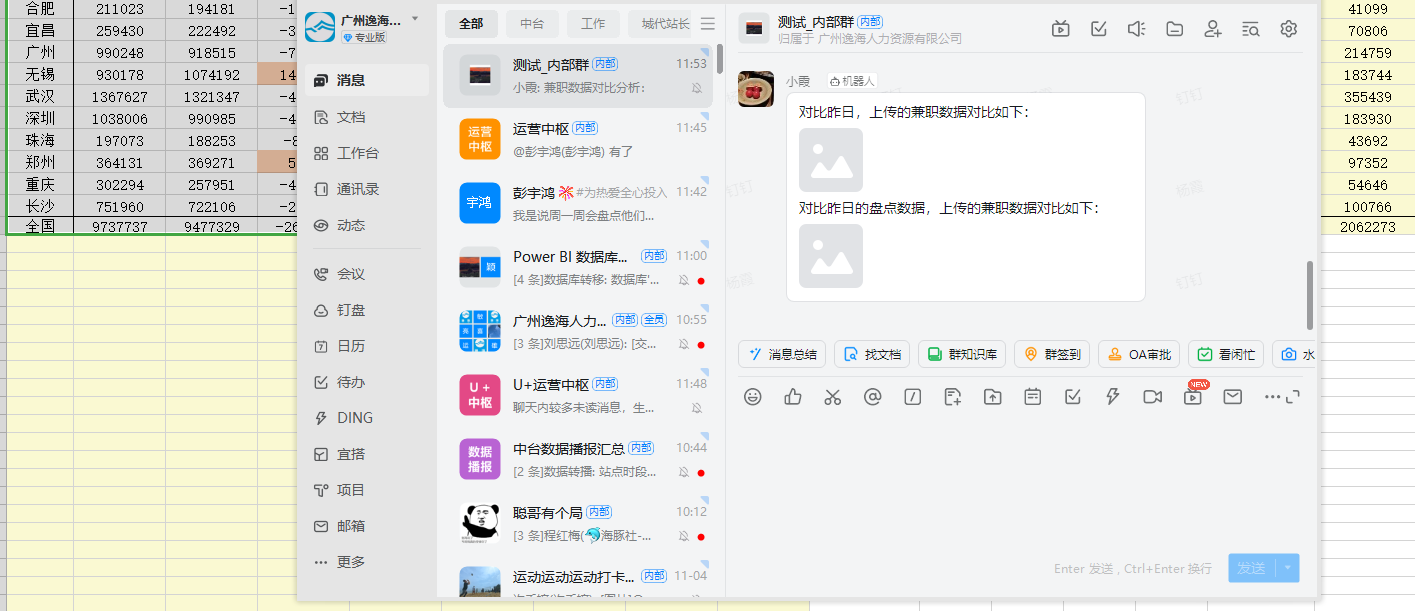 合肥 211023 194181 -1
宜昌 259430 222492 -3
广州 990248 918515 -7
无锡 930178 1074192 14
武汉 1367627 1321347 -4
深圳 1038006 990985 -4
珠海 197073 188253 -8
郑州 364131 369271 5
重庆 302294 257951 -4
长沙 751960 722106 -2
全国 9737737 9477329 -26
广州逸海...
专业版
消息
文档
工作台
通讯录
动态
会议
钉盘
日历
待办
DING
宜搭
项目
邮箱
更多
全部 中台 工作 城代站长
测试_内部群 内部 11:53
小霞: 兼职数据对比分析:
运营中枢
运营中枢 内部 11:45
@彭宇鸿(彭宇鸿) 有了
宇鸿
彭宇鸿 #为热爱全心投入 11:42
我是说周一周会盘点他们...
颖
Power BI 数据库... 内部 11:00
[4 条]数据库转移: 数据库'...
广州逸海人力... 内部 全员 10:55
[3 条]刘思远(刘思远): [交...
U + 中枢
U+运营中枢 内部 11:48
聊天内较多未读消息，生...
数据播报
中台数据播报汇总 内部 10:44
[2 条]数据转播: 站点时段...
聪哥有个局 内部 10:12
[3 条]程红梅(🐬海豚社-...
运动运动运动打卡... 内部 11-04
测试_内部群 内部
归属于 广州逸海人力资源有限公司
小霞 机器人
对比昨日，上传的兼职数据对比如下:
对比昨日的盘点数据，上传的兼职数据对比如下:
钉钉
钉钉
杨霞
杨霞
钉钉
消息总结 找文档 群知识库 群签到 OA审批 看闲忙 水
NEW
Enter 发送 , Ctrl+Enter 换行 发送
41099
70806
214759
183744
355439
183930
43692
97352
54646
100766
2062273